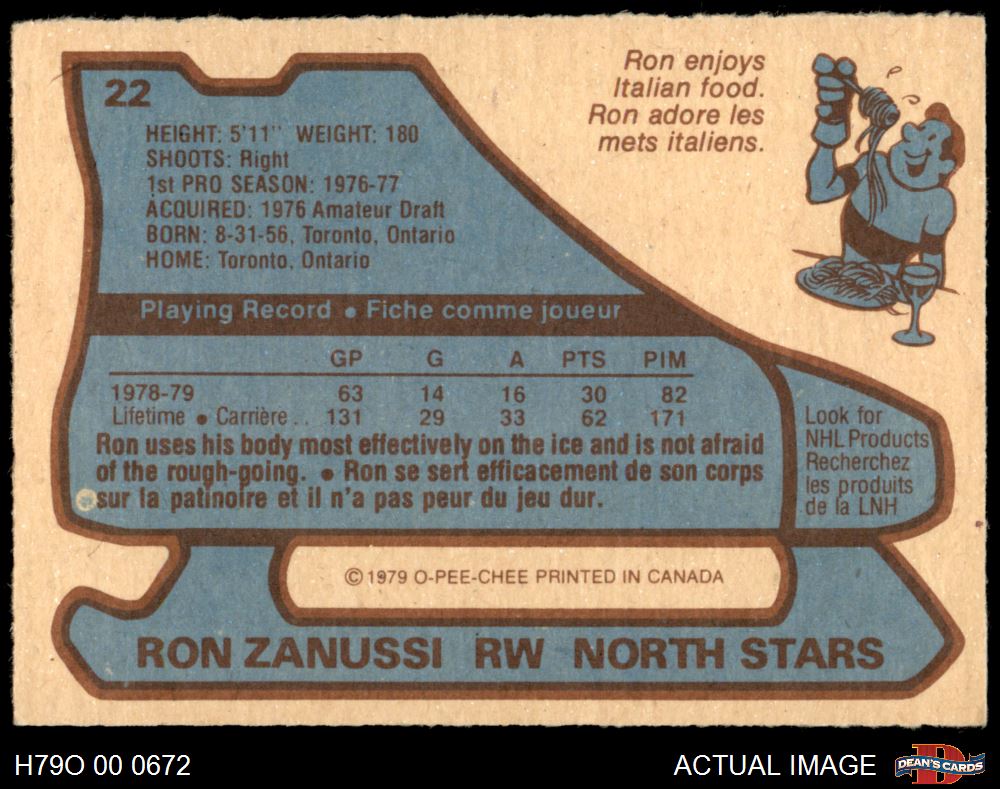 22
Ron enjoys
Italian food.
Ron adore les
mets italiens.
HEIGHT: 5'11" WEIGHT: 180
SHOOTS: Right
1st PRO SEASON: 1976-77
ACQUIRED: 1976 Amateur Draft
BORN: 8-31-56, Toronto, Ontario
HOME: Toronto, Ontario
Playing Record • Fiche comme joueur
GP G A PTS PIM
1978-79 63 14 16 30 82
Lifetime • Carrière .. 131 29 33 62 171
Ron uses his body most effectively on the ice and is not afraid
of the rough-going. • Ron se sert efficacement de son corps
sur la patinoire et il n'a pas peur du jeu dur.
Look for
NHL Products
Recherchez
les produits
de la LNH
© 1979 O-PEE-CHEE PRINTED IN CANADA
RON ZANUSSI RW NORTH STARS
H79O 00 0672
ACTUAL IMAGE
D
DEAN'S CARDS